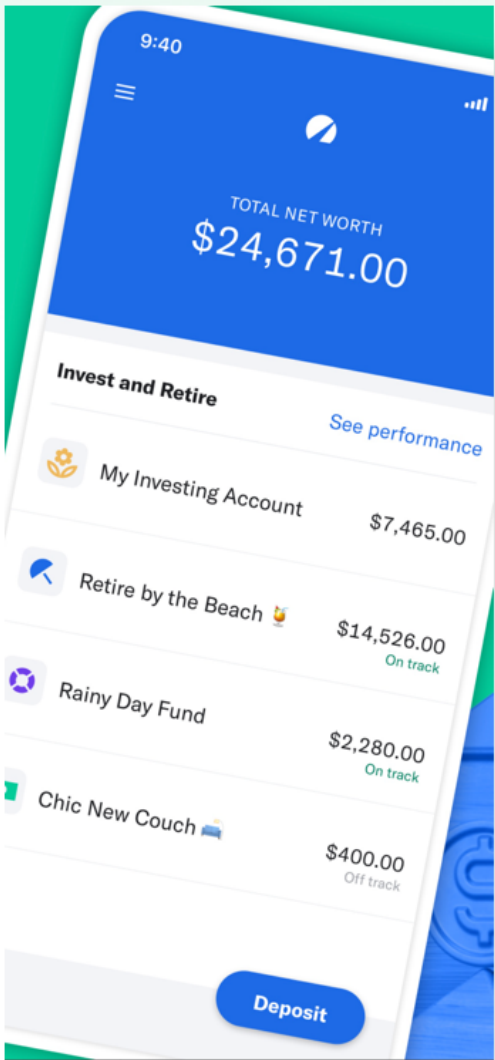 9:40
TOTAL NET WORTH
$24,671.00
Invest and Retire
See performance
My Investing Account
$7,465.00
Retire by the Beach 🍹
$14,526.00
On track
Rainy Day Fund
$2,280.00
On track
Chic New Couch 🛋️
$400.00
Off track
Deposit